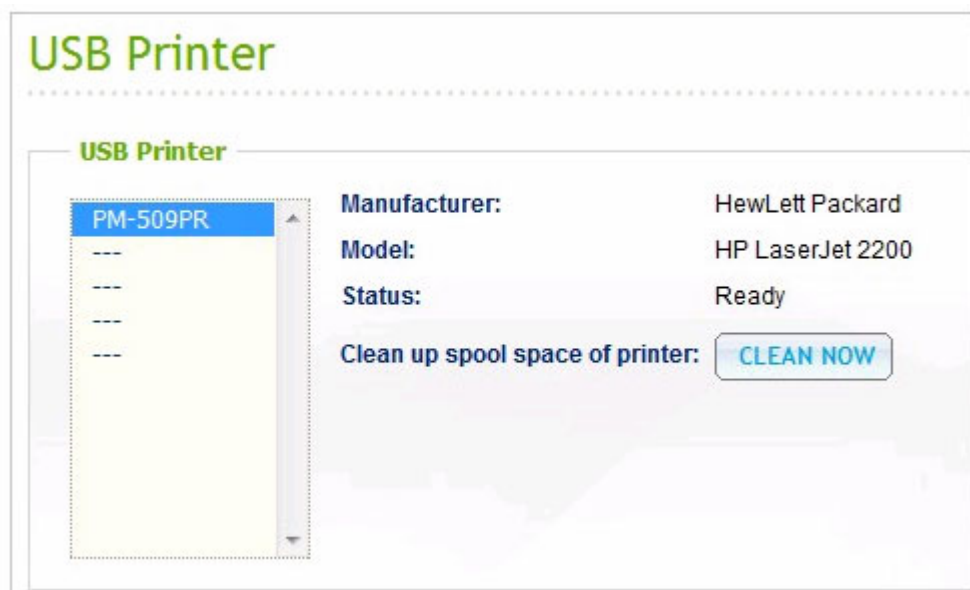 USB Printer
USB Printer
PM-509PR
---
---
---
---
Manufacturer: HewLett Packard
Model: HP LaserJet 2200
Status: Ready
Clean up spool space of printer: CLEAN NOW